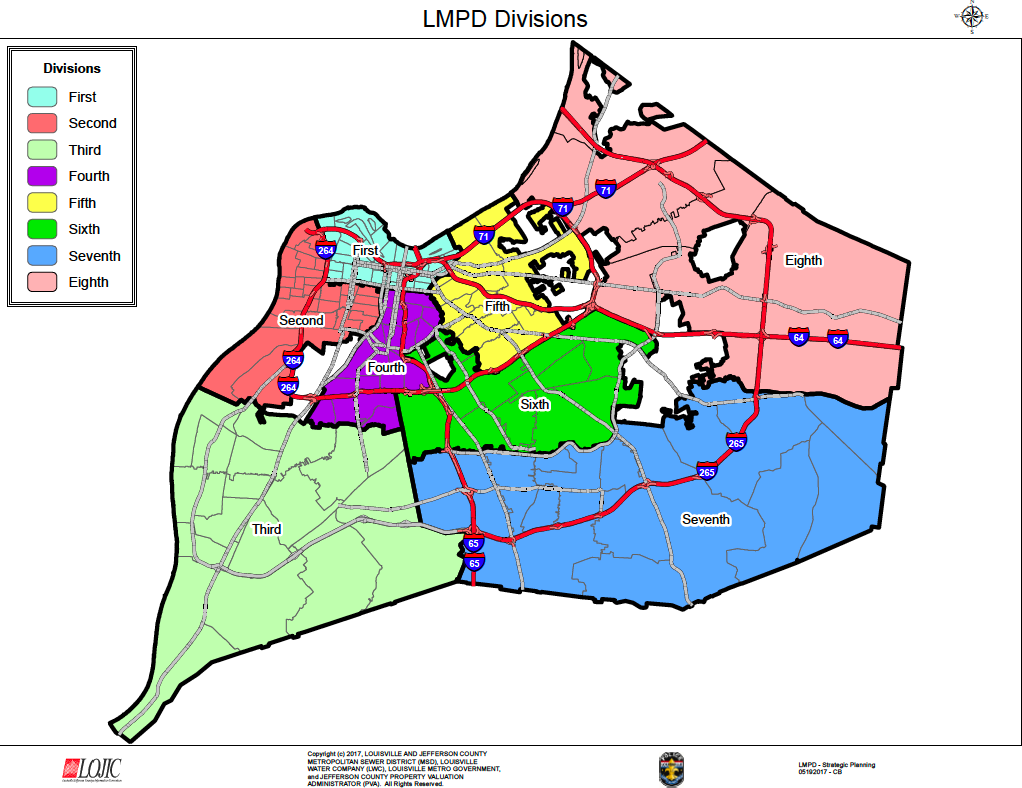 LMPD Divisions
N
W
E
S
Divisions
First
Second
Third
Fourth
Fifth
Sixth
Seventh
Eighth
71
71
71
264
First
Eighth
Second
Fifth
64
64
264
Fourth
264
Sixth
265
265
Third
Seventh
65
65
LOJIC
Copyright (c) 2017, LOUISVILLE AND JEFFERSON COUNTY
METROPOLITAN SEWER DISTRICT (MSD), LOUISVILLE
WATER COMPANY (LWC), LOUISVILLE METRO GOVERNMENT,
and JEFFERSON COUNTY PROPERTY VALUATION
ADMINISTRATOR (PVA). All Rights Reserved.
LMPD - Strategic Planning
05192017 - CB